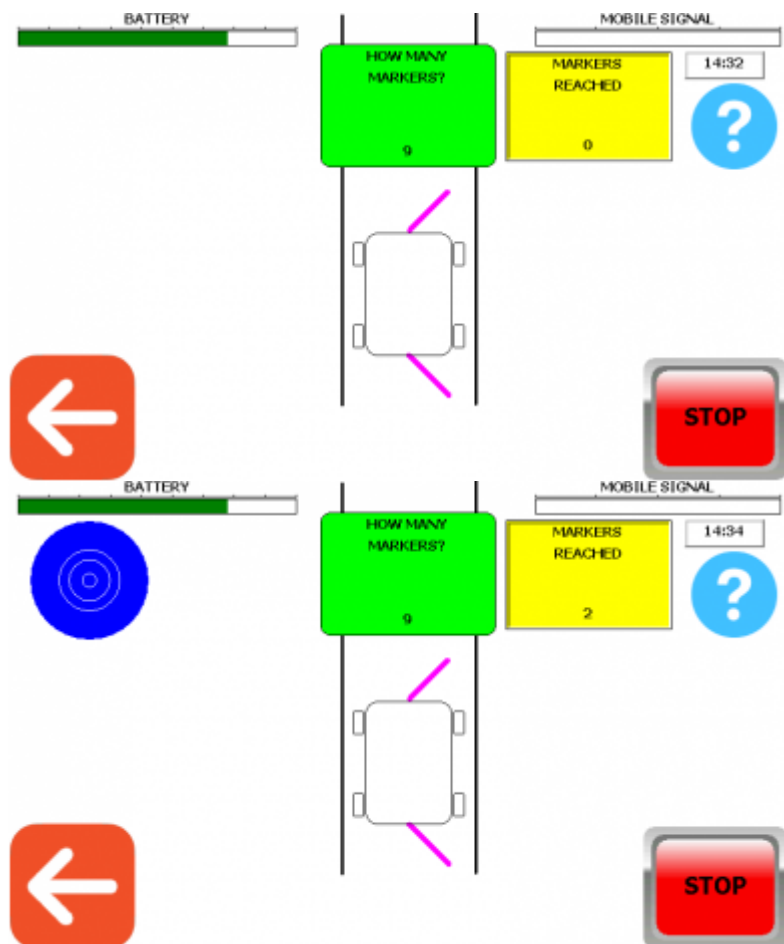 BATTERY
MOBILE SIGNAL
HOW MANY
MARKERS?
9
MARKERS
REACHED
0
14:32
?
STOP
BATTERY
MOBILE SIGNAL
HOW MANY
MARKERS?
9
MARKERS
REACHED
2
14:34
?
STOP